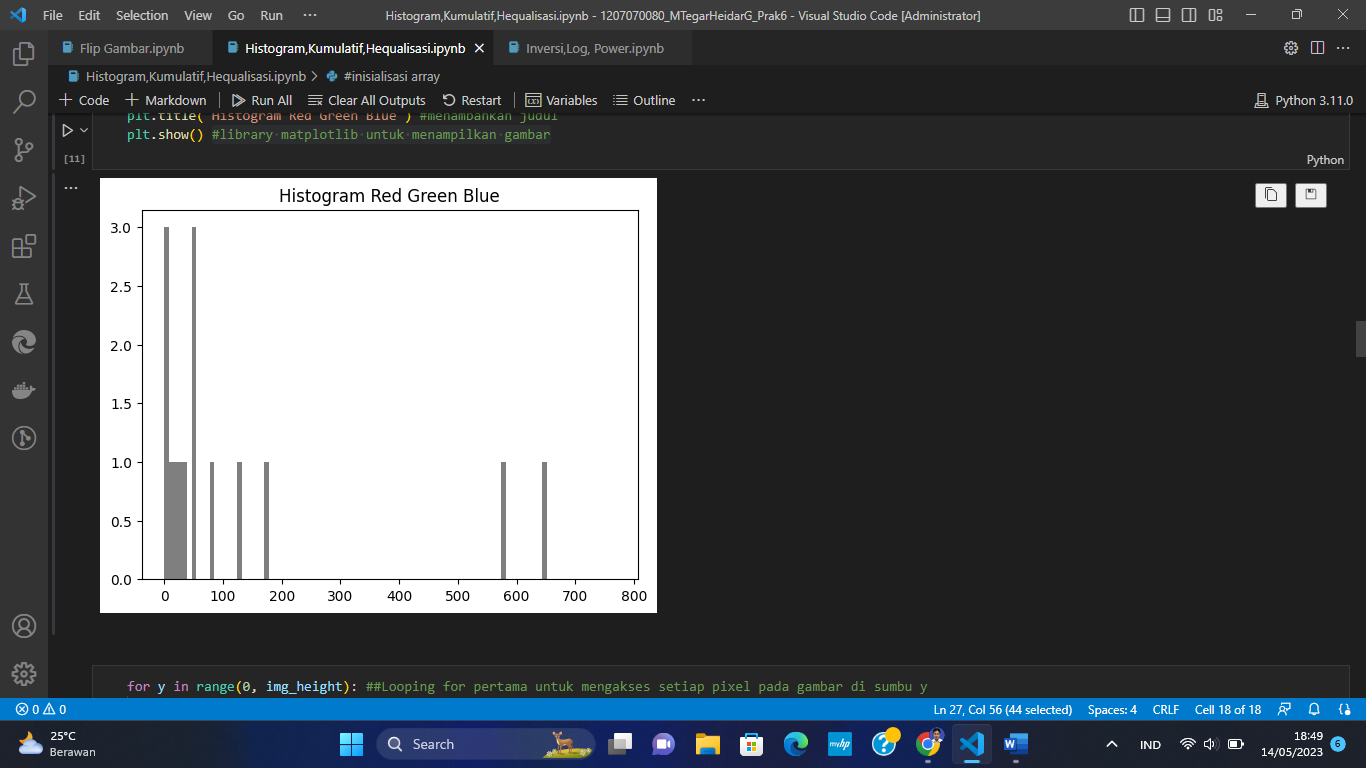 File Edit Selection View Go Run ··· Histogram,Kumulatif,Hequalisasi.ipynb - 1207070080_MTegarHeidarG_Prak6 - Visual Studio Code [Administrator]
Flip Gambar.ipynb Histogram,Kumulatif,Hequalisasi.ipynb Inversi,Log, Power.ipynb
Histogram,Kumulatif,Hequalisasi.ipynb > #inisialisasi array
Code Markdown Run All Clear All Outputs Restart Variables Outline ··· Python 3.11.0
plt.title('Histogram Red Green Blue') #menambahkan judul
plt.show() #library matplotlib untuk menampilkan gambar
[11]
Python
Histogram Red Green Blue
3.0
2.5
2.0
1.5
1.0
0.5
0.0
0 100 200 300 400 500 600 700 800
for y in range(0, img_height): ##Looping for pertama untuk mengakses setiap pixel pada gambar di sumbu y
0 0 Ln 27, Col 56 (44 selected) Spaces: 4 CRLF Cell 18 of 18
25°C
Berawan
Search
myhp
IND
18:49
14/05/2023
6